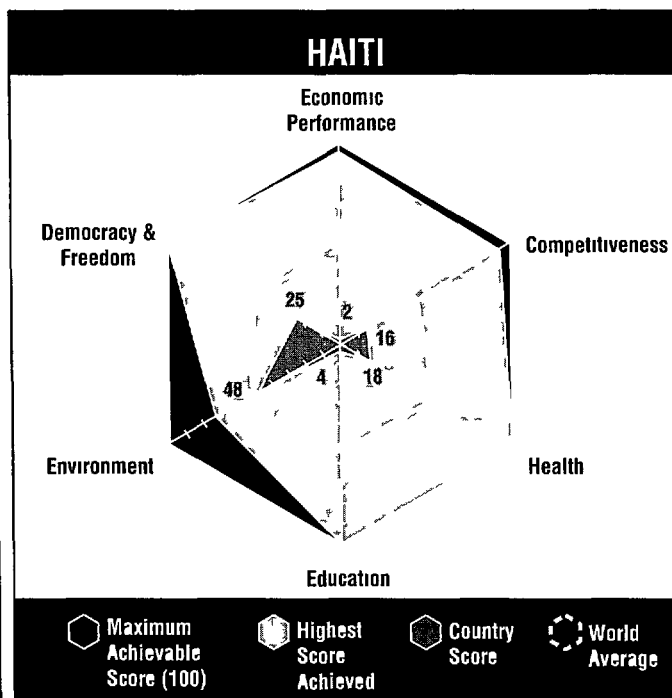 HAITI
Economic
Performance
Democracy &
Freedom
Competitiveness
25
2
16
48
4
18
Environment
Health
Education
Maximum
Achievable
Score (100)
Highest
Score
Achieved
Country
Score
World
Average